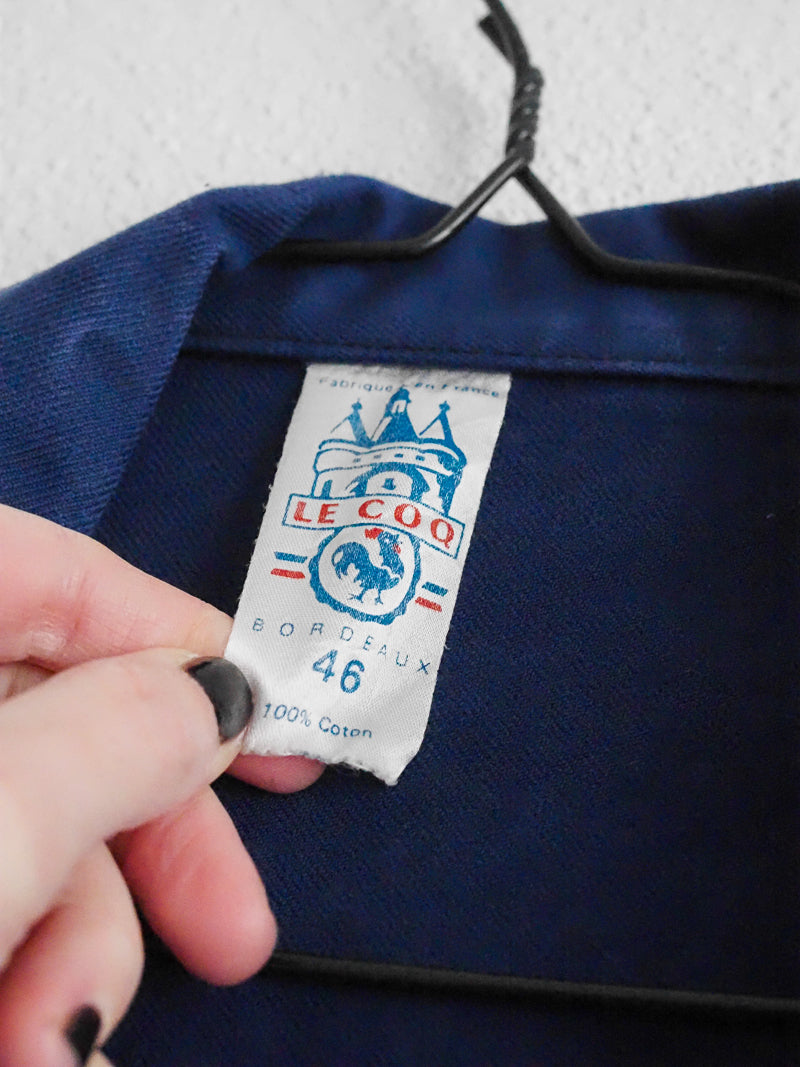 Fabriqué en France
LE COQ
BORDEAUX
46
100% Coton